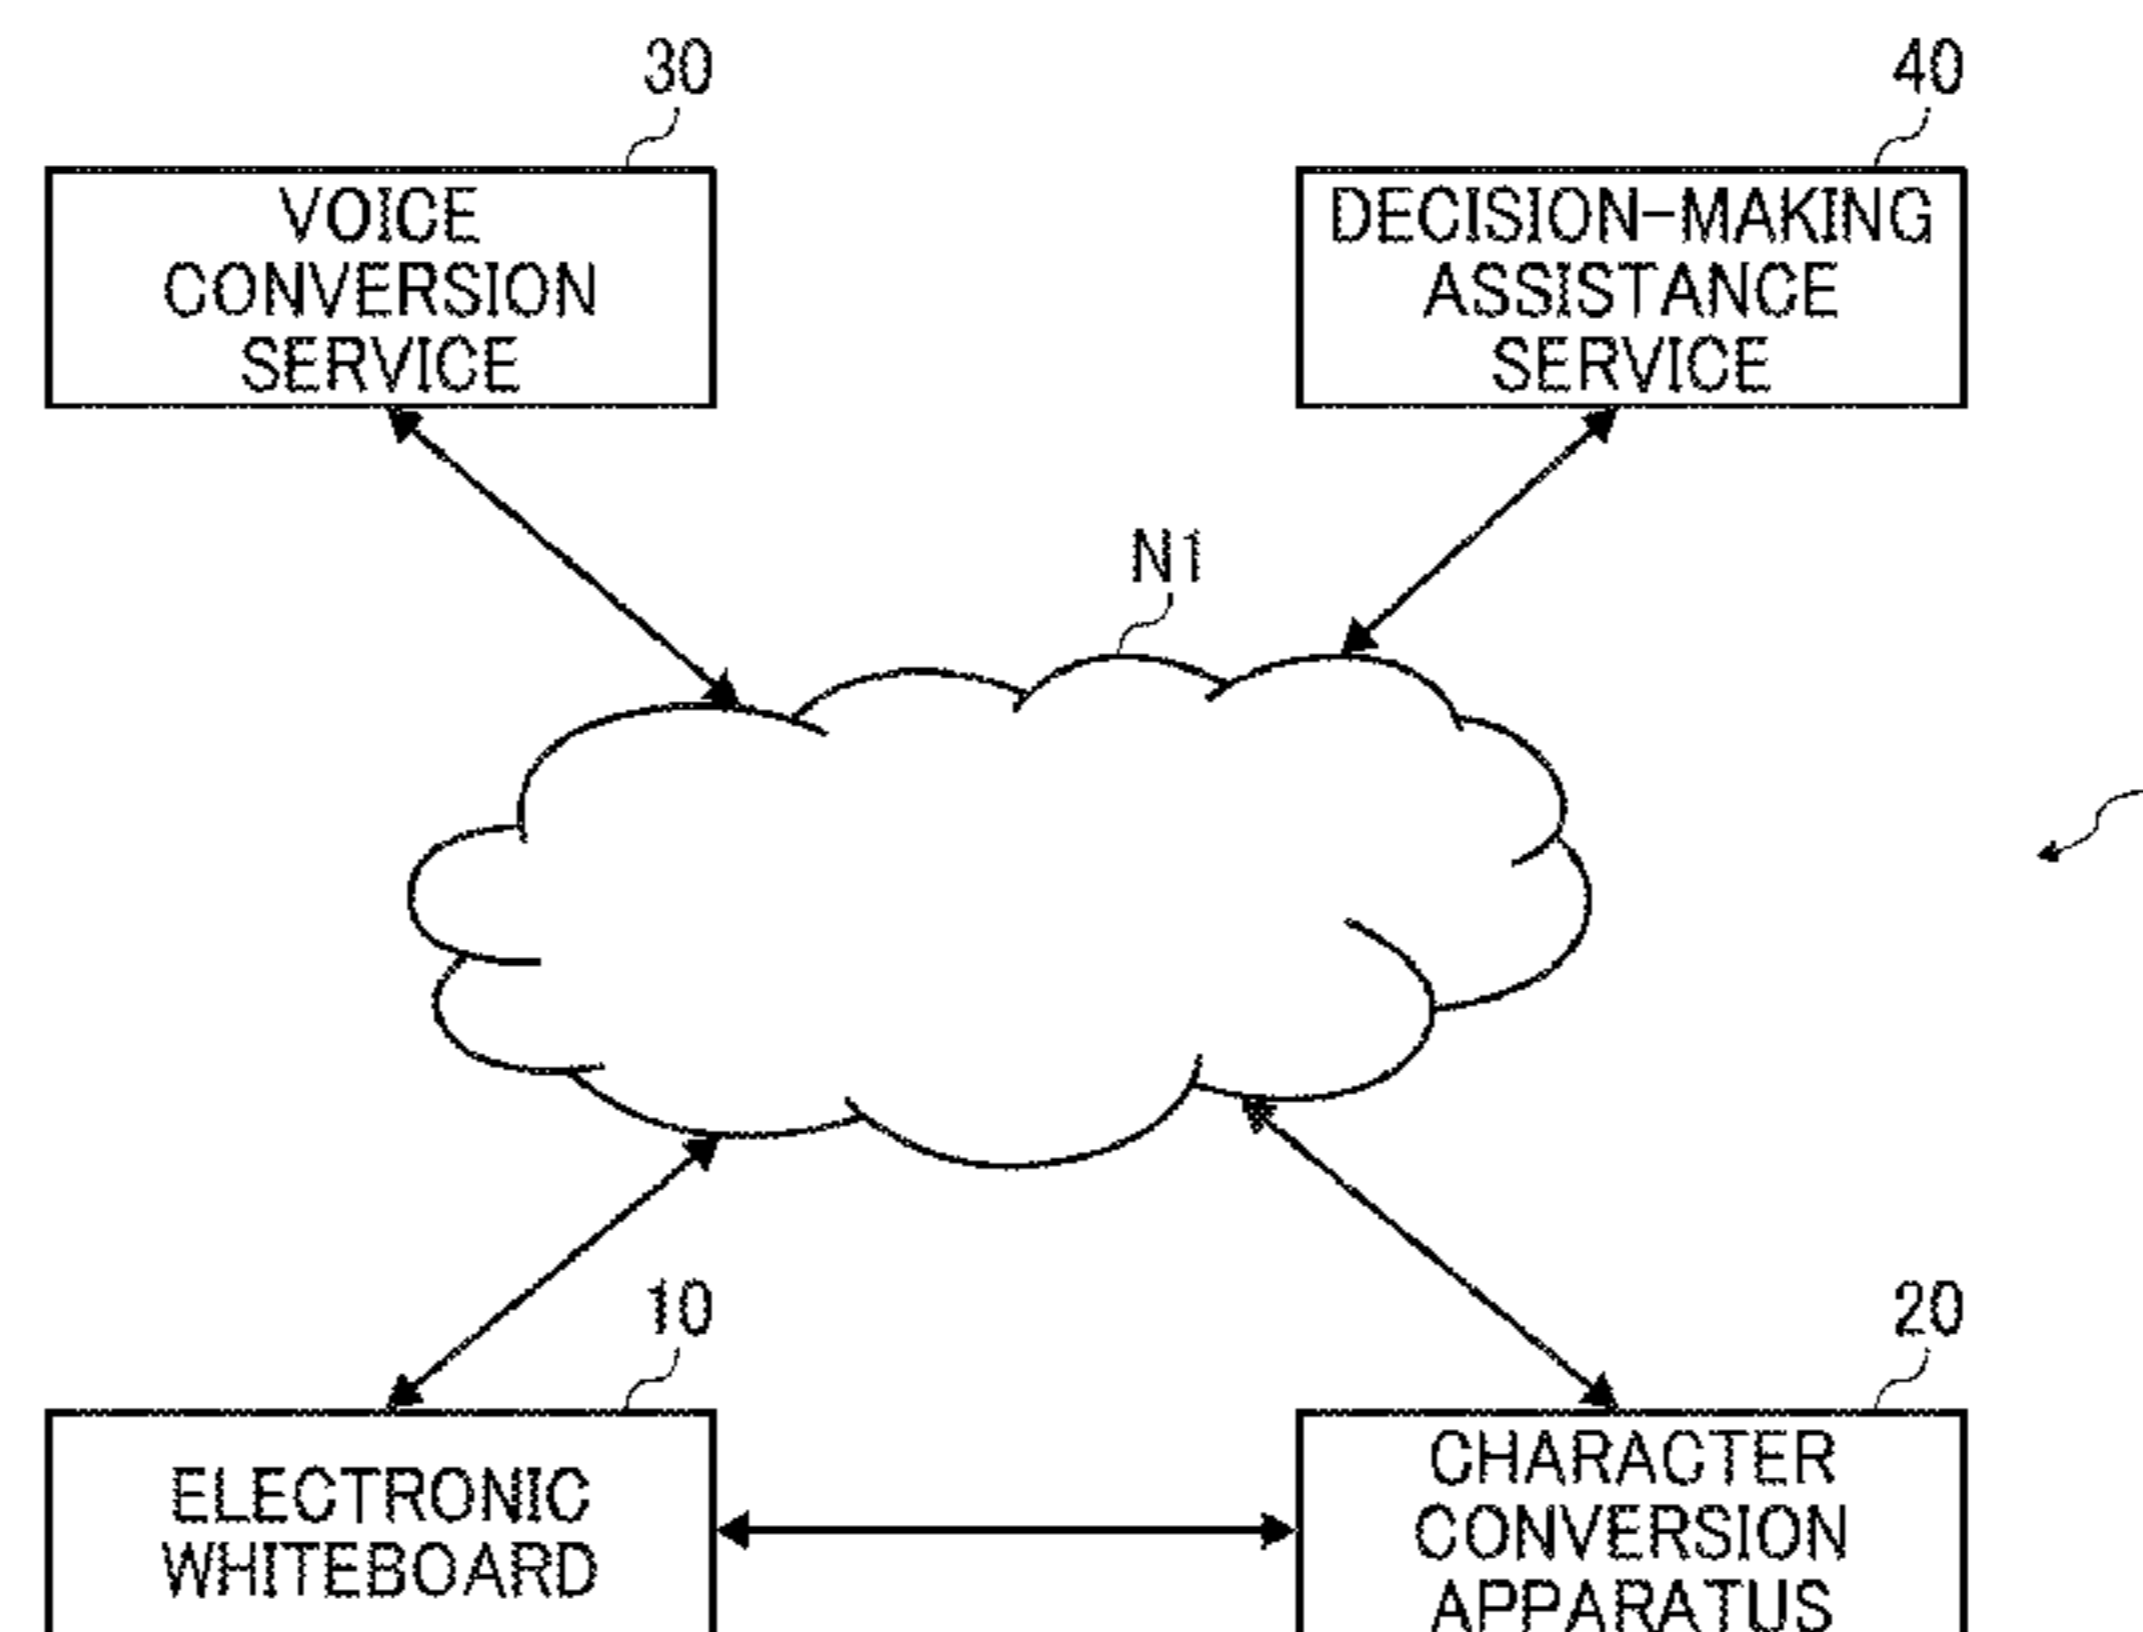 30
40
VOICE
CONVERSION
SERVICE
DECISION-MAKING
ASSISTANCE
SERVICE
N1
10
20
ELECTRONIC
WHITEBOARD
CHARACTER
CONVERSION
APPARATUS